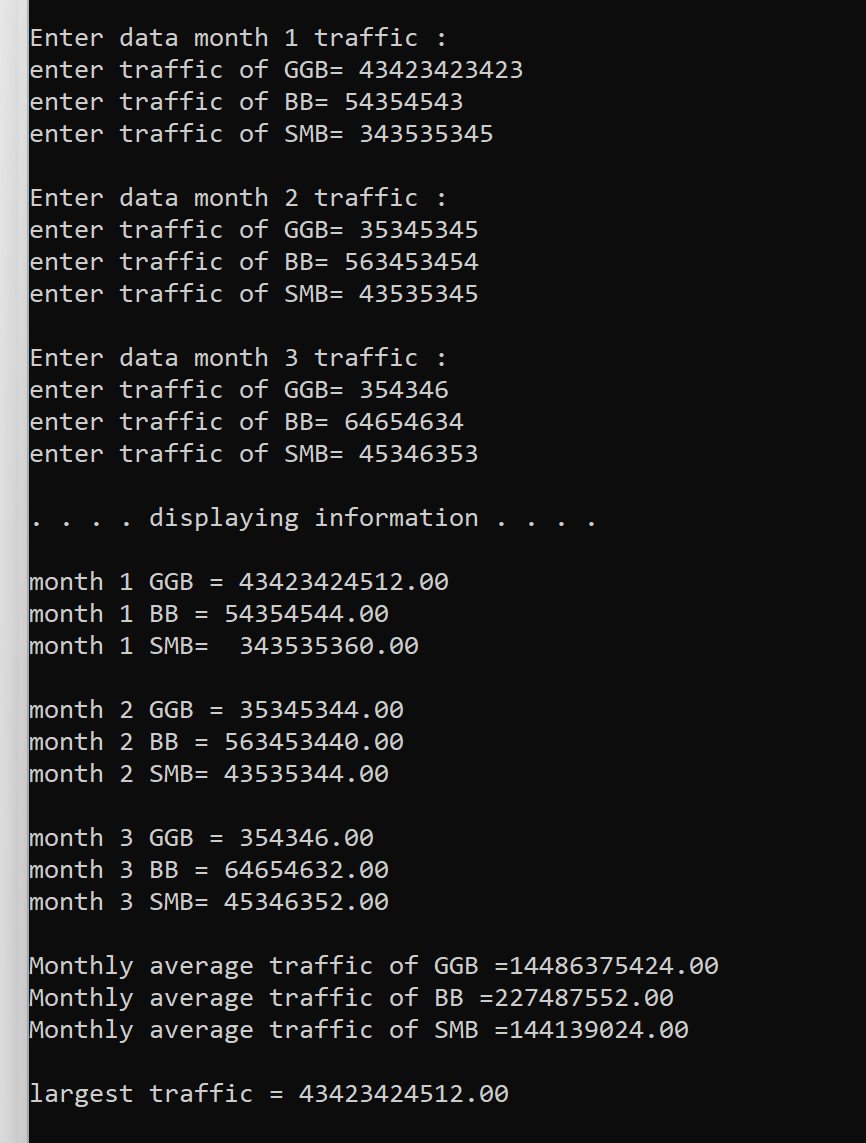 Enter data month 1 traffic :
enter traffic of GGB= 43423423423
enter traffic of BB= 54354543
enter traffic of SMB= 343535345
Enter data month 2 traffic :
enter traffic of GGB= 35345345
enter traffic of BB= 563453454
enter traffic of SMB= 43535345
Enter data month 3 traffic :
enter traffic of GGB= 354346
enter traffic of BB= 64654634
enter traffic of SMB= 45346353
. . . . displaying information . . . .
month 1 GGB = 43423424512.00
month 1 BB = 54354544.00
month 1 SMB=  343535360.00
month 2 GGB = 35345344.00
month 2 BB = 563453440.00
month 2 SMB= 43535344.00
month 3 GGB = 354346.00
month 3 BB = 64654632.00
month 3 SMB= 45346352.00
Monthly average traffic of GGB =14486375424.00
Monthly average traffic of BB =227487552.00
Monthly average traffic of SMB =144139024.00
largest traffic = 43423424512.00